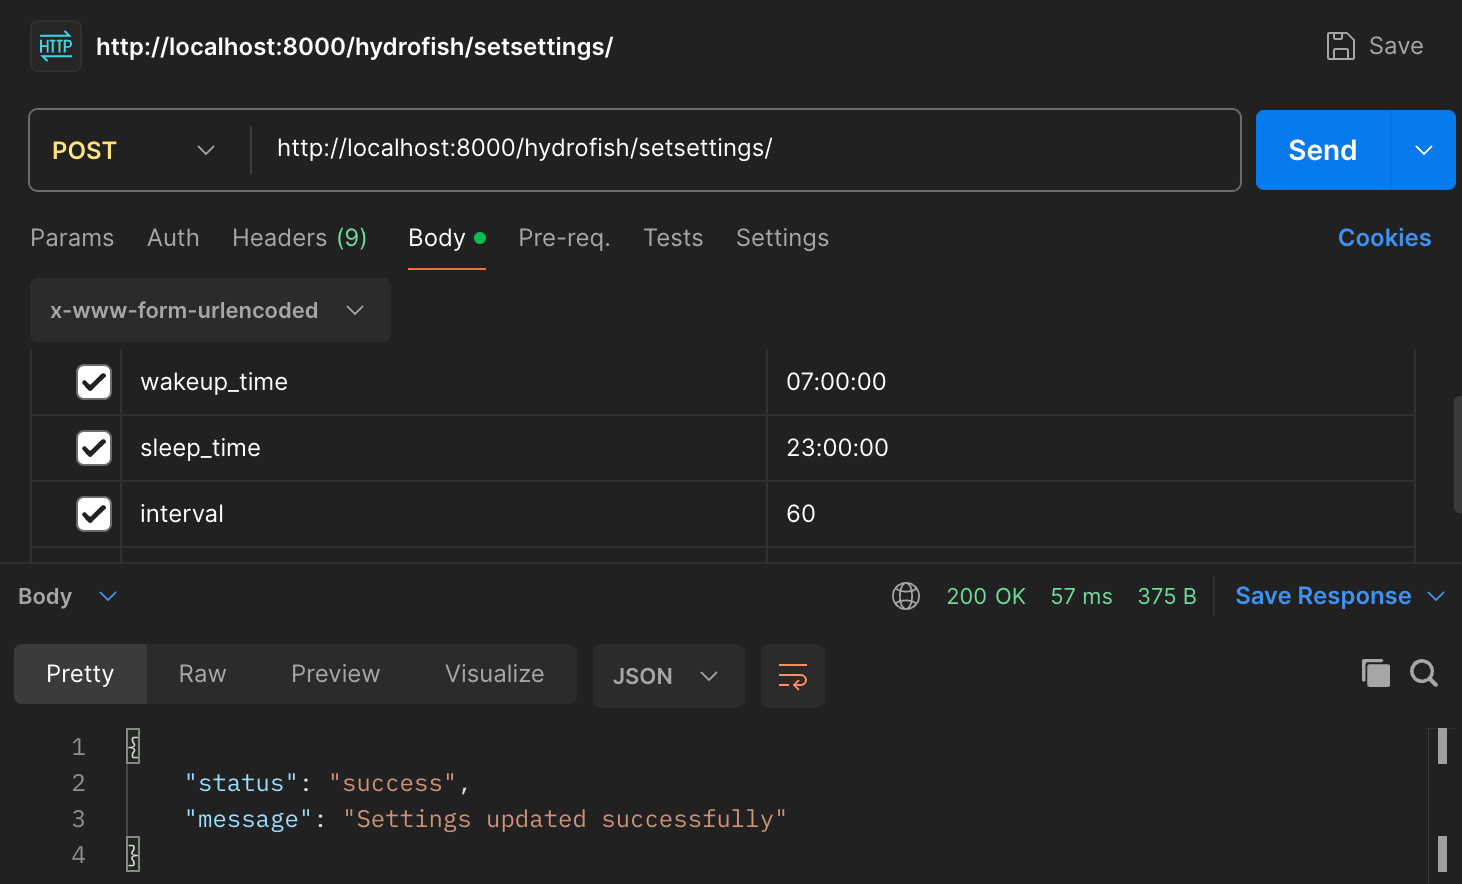 HTTP http://localhost:8000/hydrofish/setsettings/ Save
POST http://localhost:8000/hydrofish/setsettings/ Send
Params Auth Headers (9) Body Pre-req. Tests Settings Cookies
x-www-form-urlencoded
wakeup_time 07:00:00
sleep_time 23:00:00
interval 60
Body 200 OK 57 ms 375 B Save Response
Pretty Raw Preview Visualize JSON
1 {
2 "status": "success",
3 "message": "Settings updated successfully"
4 }